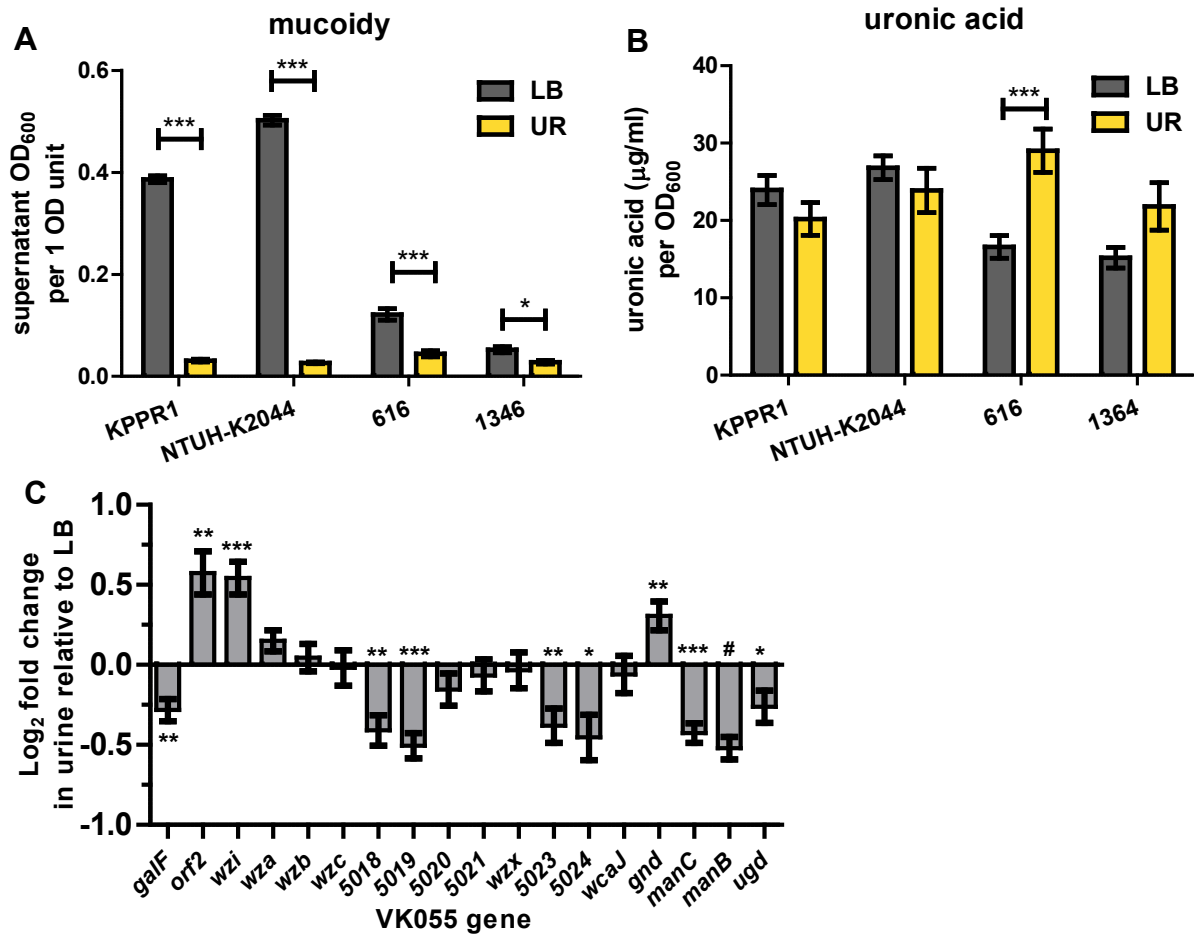 A
mucoidy
supernatant OD600
per 1 OD unit
0.6
0.4
0.2
0.0
***
***
***
*
LB
UR
KPPR1
NTUH-K2044
616
1346
B
uronic acid
uronic acid (μg/ml)
per OD600
40
30
20
10
0
***
LB
UR
KPPR1
NTUH-K2044
616
1364
C
Log2 fold change
in urine relative to LB
1.0
0.5
0.0
-0.5
-1.0
**
**
***
**
***
**
*
**
***
#
*
galF
orf2
wzi
wza
wzb
wzc
5018
5019
5020
5021
wzx
5023
5024
wcaJ
gnd
manC
manB
ugd
VK055 gene